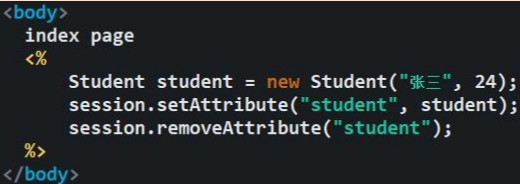 <body>
index page
<%
Student student = new Student("张三", 24);
session.setAttribute("student", student);
session.removeAttribute("student");
%>
</body>